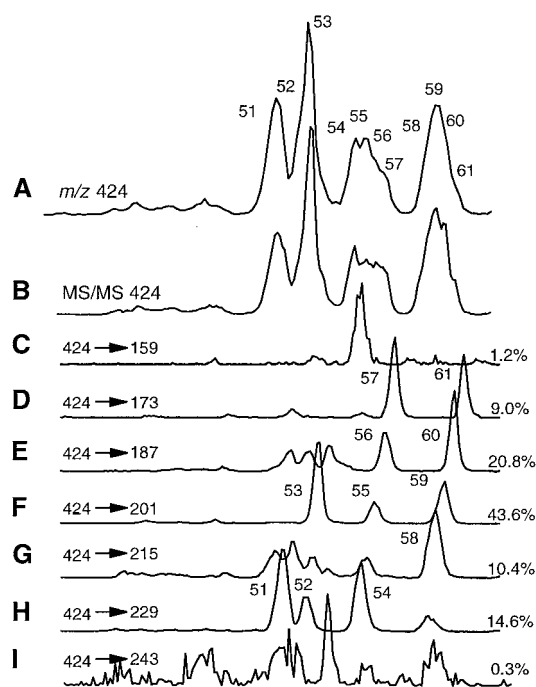 53
52
51
59
55
58
60
54
56
57
61
A
m/z 424
B
MS/MS 424
C
424 → 159
1.2%
57
61
D
424 → 173
9.0%
56
60
E
424 → 187
20.8%
53
55
59
F
424 → 201
43.6%
58
G
424 → 215
10.4%
51
52
54
H
424 → 229
14.6%
I
424 → 243
0.3%